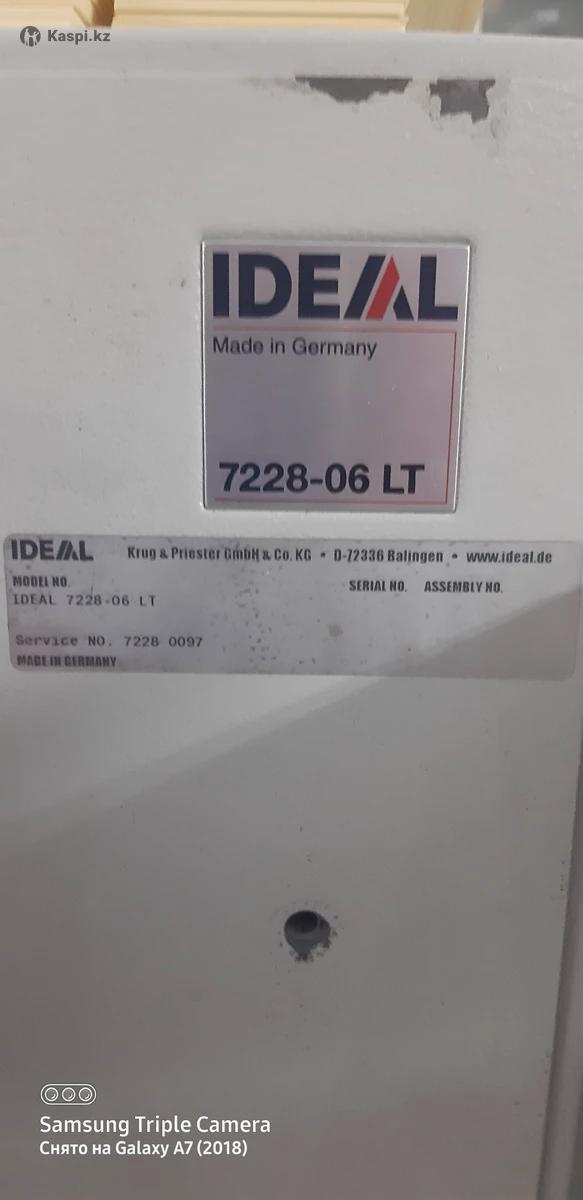 Kaspi.kz
IDEAL
Made in Germany
7228-06 LT
IDEAL Krug & Priester GmbH & Co. KG • D-72336 Balingen • www.ideal.de
MODEL NO. SERIAL NO. ASSEMBLY NO.
IDEAL 7228-06 LT
Service NO. 7228 0097
MADE IN GERMANY
Samsung Triple Camera
Снято на Galaxy A7 (2018)